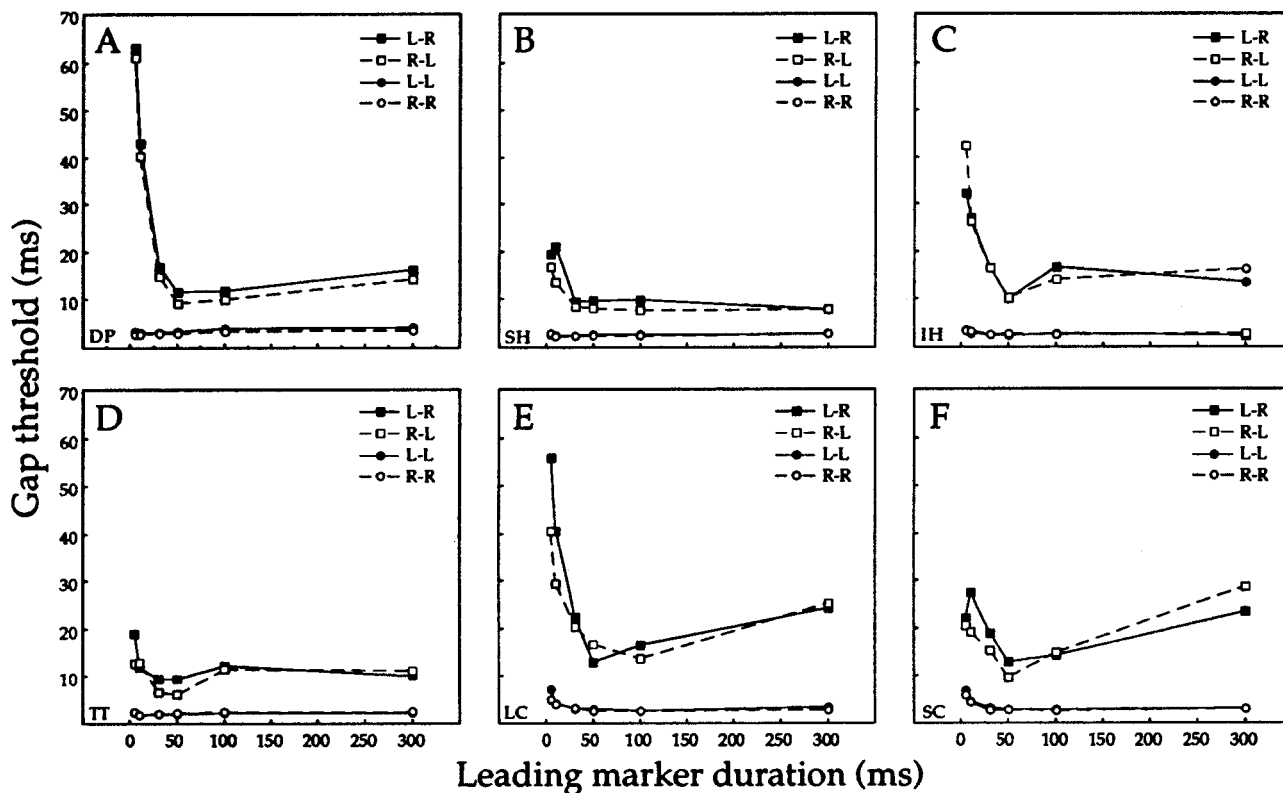 A
L-R
R-L
L-L
R-R
DP
B
L-R
R-L
L-L
R-R
SH
C
L-R
R-L
L-L
R-R
IH
70
60
50
40
30
20
10
D
L-R
R-L
L-L
R-R
TT
E
L-R
R-L
L-L
R-R
LC
F
L-R
R-L
L-L
R-R
SC
70
60
50
40
30
20
10
0 50 100 150 200 250 300
0 50 100 150 200 250 300
0 50 100 150 200 250 300
Gap threshold (ms)
Leading marker duration (ms)